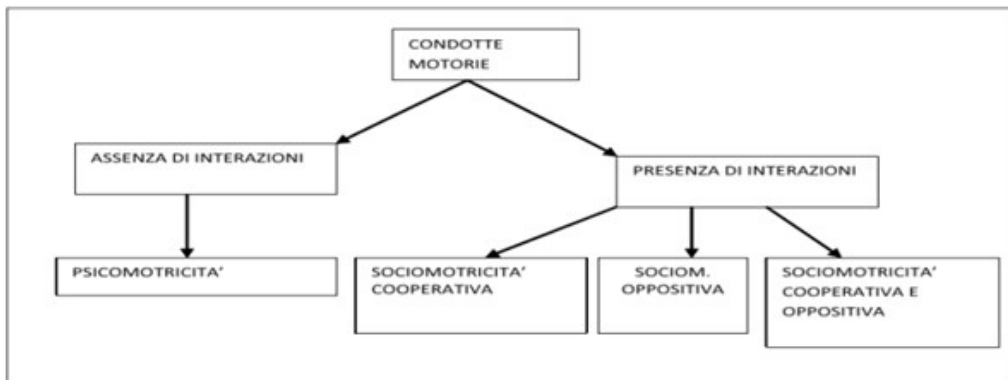 CONDOTTE
MOTORIE
ASSENZA DI INTERAZIONI
PRESENZA DI INTERAZIONI
PSICOMOTRICITA’
SOCIOMOTRICITA’
COOPERATIVA
SOCIOM.
OPPOSITIVA
SOCIOMOTRICITA’
COOPERATIVA E
OPPOSITIVA